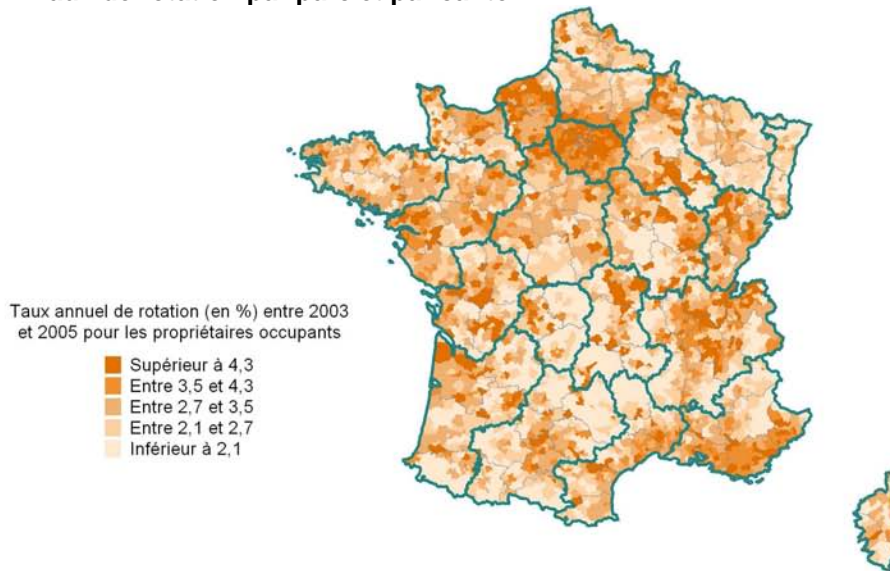 Taux annuel de rotation (en %) entre 2003
et 2005 pour les propriétaires occupants
Supérieur à 4,3
Entre 3,5 et 4,3
Entre 2,7 et 3,5
Entre 2,1 et 2,7
Inférieur à 2,1